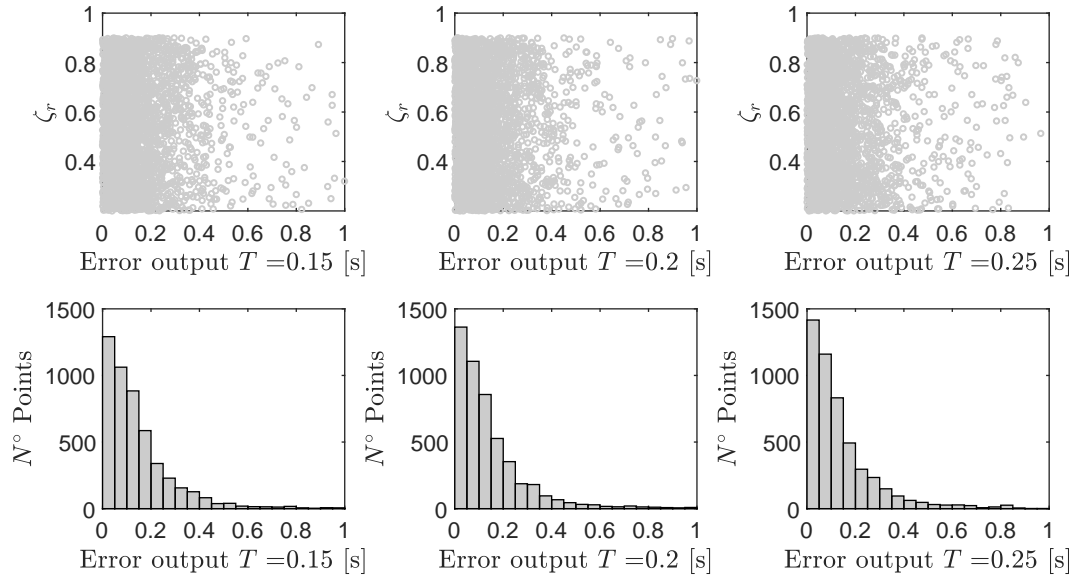 1
0.8
0.6
0.4
ζr
0 0.2 0.4 0.6 0.8 1
Error output T =0.15 [s]
1
0.8
0.6
0.4
ζr
0 0.2 0.4 0.6 0.8 1
Error output T =0.2 [s]
1
0.8
0.6
0.4
ζr
0 0.2 0.4 0.6 0.8 1
Error output T =0.25 [s]
1500
1000
500
0
N° Points
0 0.2 0.4 0.6 0.8 1
Error output T =0.15 [s]
1500
1000
500
0
N° Points
0 0.2 0.4 0.6 0.8 1
Error output T =0.2 [s]
1500
1000
500
0
N° Points
0 0.2 0.4 0.6 0.8 1
Error output T =0.25 [s]